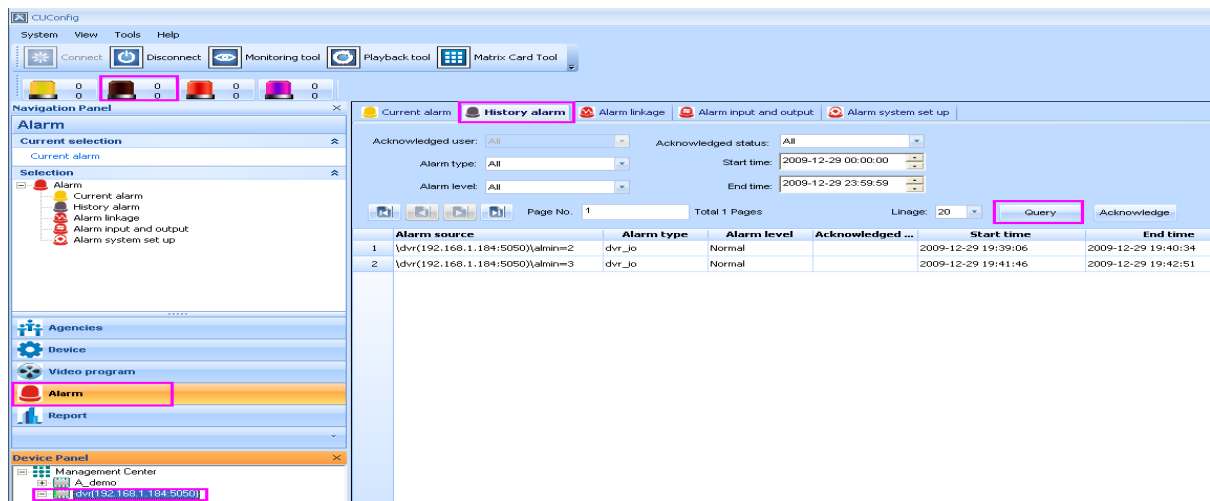 CUConfig
System View Tools Help
Connect Disconnect Monitoring tool Playback tool Matrix Card Tool
0 0 0 0
0 0 0 0
Navigation Panel
Alarm
Current selection
Current alarm
Selection
Alarm
Current alarm
History alarm
Alarm linkage
Alarm input and output
Alarm system set up
Agencies
Device
Video program
Alarm
Report
Device Panel
Management Center
A_demo
dvr(192.168.1.184:5050)
Current alarm History alarm Alarm linkage Alarm input and output Alarm system set up
Acknowledged user: All Acknowledged status: All
Alarm type: All Start time: 2009-12-29 00:00:00
Alarm level: All End time: 2009-12-29 23:59:59
Page No. 1 Total 1 Pages Linage: 20 Query Acknowledge
Alarm source Alarm type Alarm level Acknowledged ... Start time End time
1 \dvr(192.168.1.184:5050)\almin=2 dvr_io Normal 2009-12-29 19:39:06 2009-12-29 19:40:34
2 \dvr(192.168.1.184:5050)\almin=3 dvr_io Normal 2009-12-29 19:41:46 2009-12-29 19:42:51